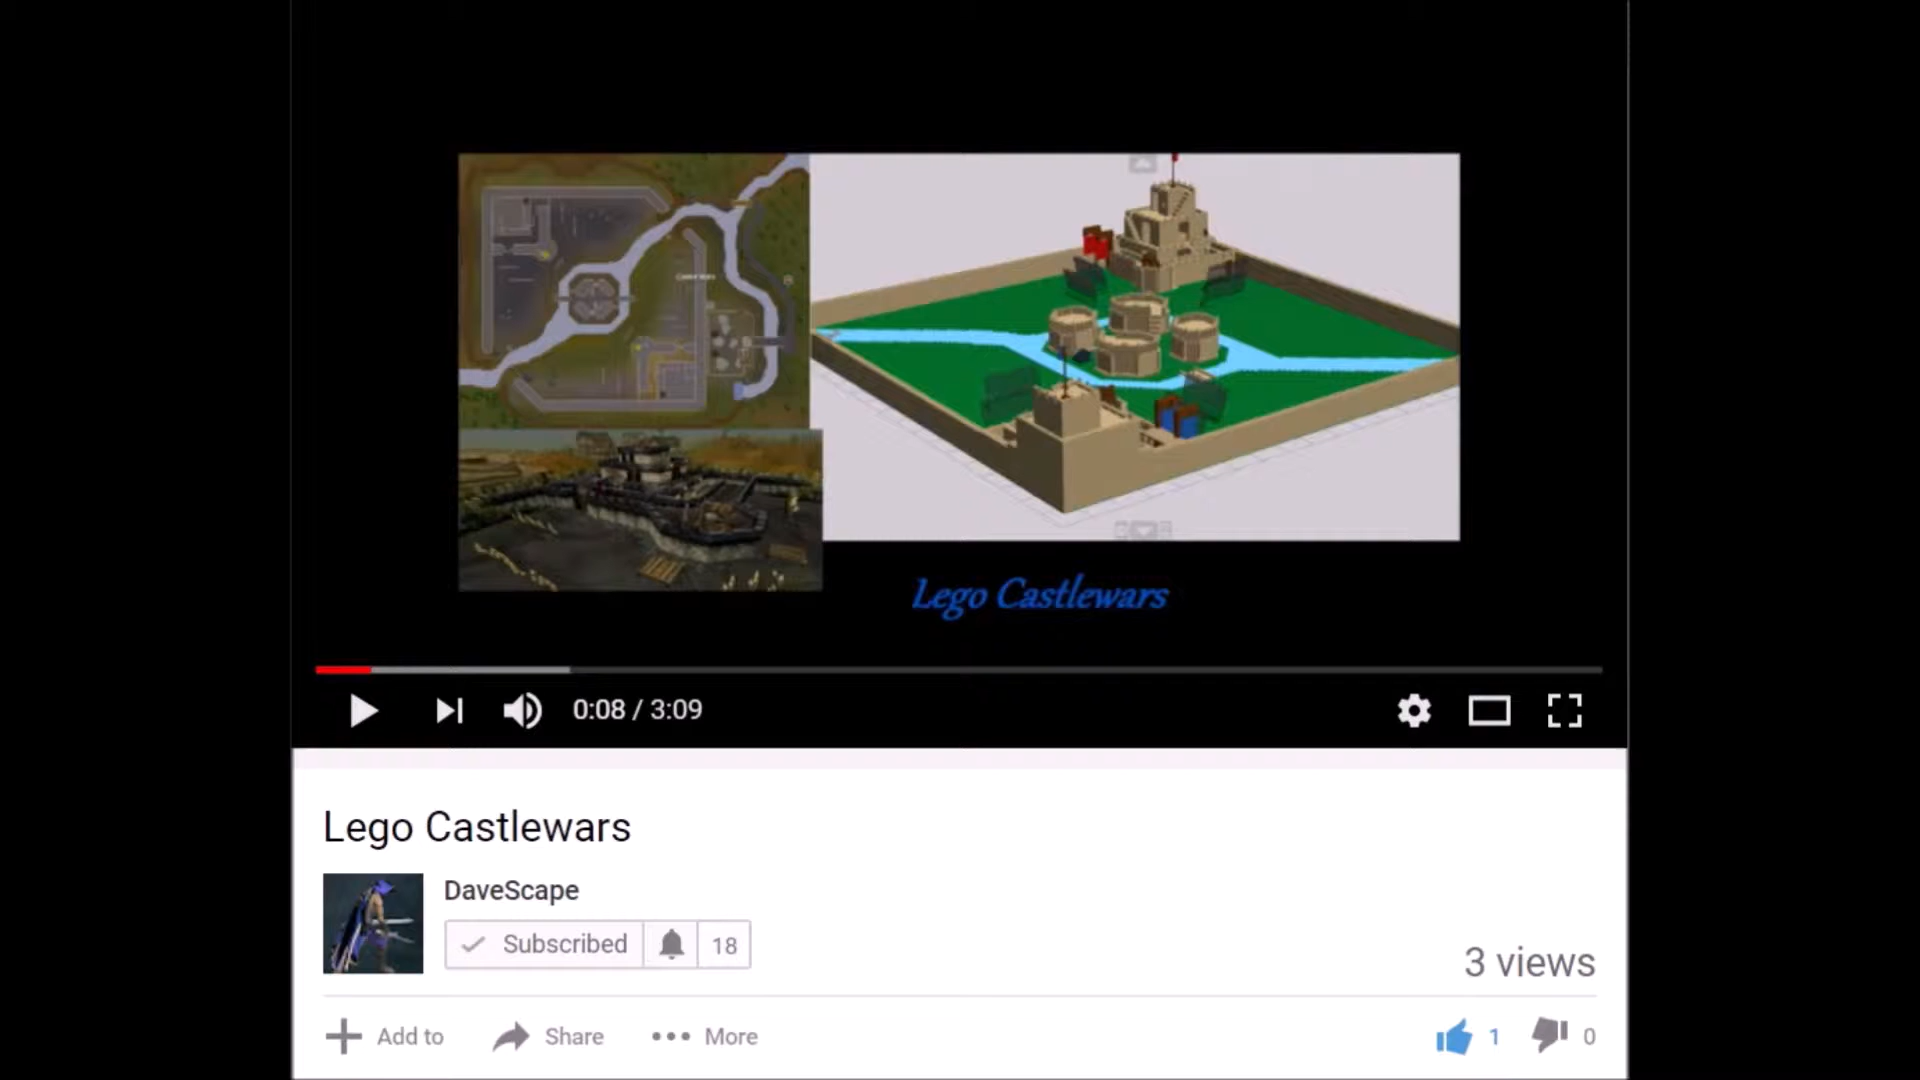 Lego Castlewars
0:08 / 3:09
Lego Castlewars
DaveScape
Subscribed 18
3 views
Add to Share More 1 0